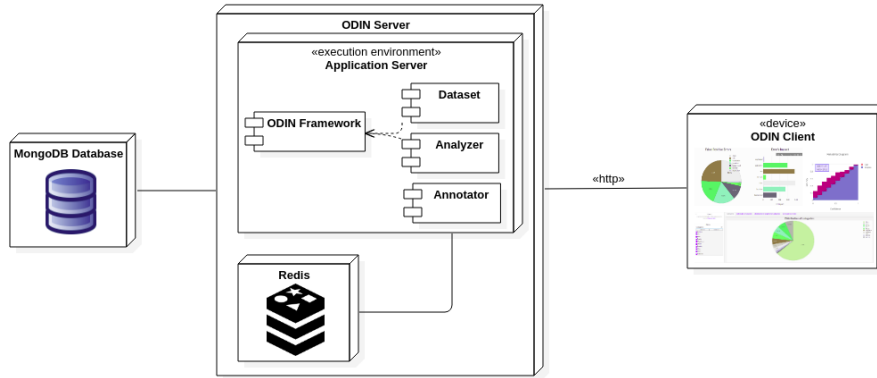 ODIN Server
«execution environment»
Application Server
Dataset
ODIN Framework
Analyzer
Annotator
MongoDB Database
Redis
«http»
«device»
ODIN Client